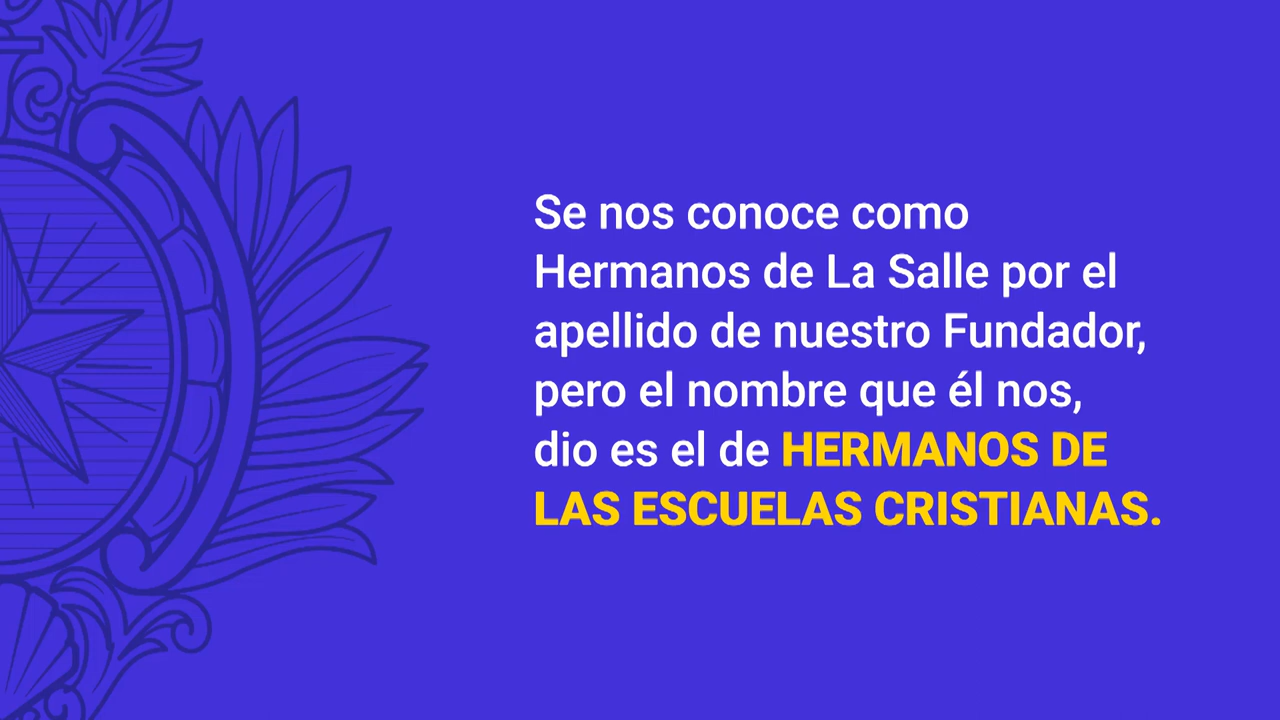 Se nos conoce como
Hermanos de La Salle por el
apellido de nuestro Fundador,
pero el nombre que él nos,
dio es el de HERMANOS DE
LAS ESCUELAS CRISTIANAS.